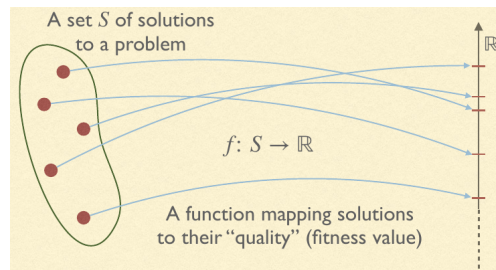 A set S of solutions
to a problem
ℝ
f: S → ℝ
A function mapping solutions
to their “quality” (fitness value)